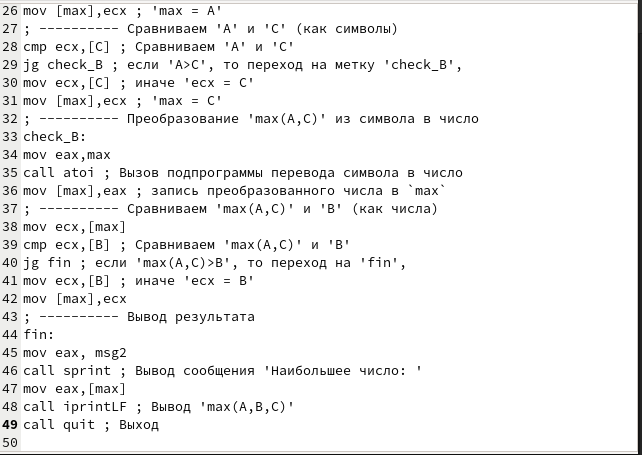 26 mov [max],ecx ; 'max = A'
27 ; ---------- Сравниваем 'A' и 'C' (как символы)
28 cmp ecx,[C] ; Сравниваем 'A' и 'C'
29 jg check_B ; если 'A>C', то переход на метку 'check_B',
30 mov ecx,[C] ; иначе 'ecx = C'
31 mov [max],ecx ; 'max = C'
32 ; ---------- Преобразование 'max(A,C)' из символа в число
33 check_B:
34 mov eax,max
35 call atoi ; Вызов подпрограммы перевода символа в число
36 mov [max],eax ; запись преобразованного числа в `max`
37 ; ---------- Сравниваем 'max(A,C)' и 'B' (как числа)
38 mov ecx,[max]
39 cmp ecx,[B] ; Сравниваем 'max(A,C)' и 'B'
40 jg fin ; если 'max(A,C)>B', то переход на 'fin',
41 mov ecx,[B] ; иначе 'ecx = B'
42 mov [max],ecx
43 ; ---------- Вывод результата
44 fin:
45 mov eax, msg2
46 call sprint ; Вывод сообщения 'Наибольшее число: '
47 mov eax,[max]
48 call iprintLF ; Вывод 'max(A,B,C)'
49 call quit ; Выход
50